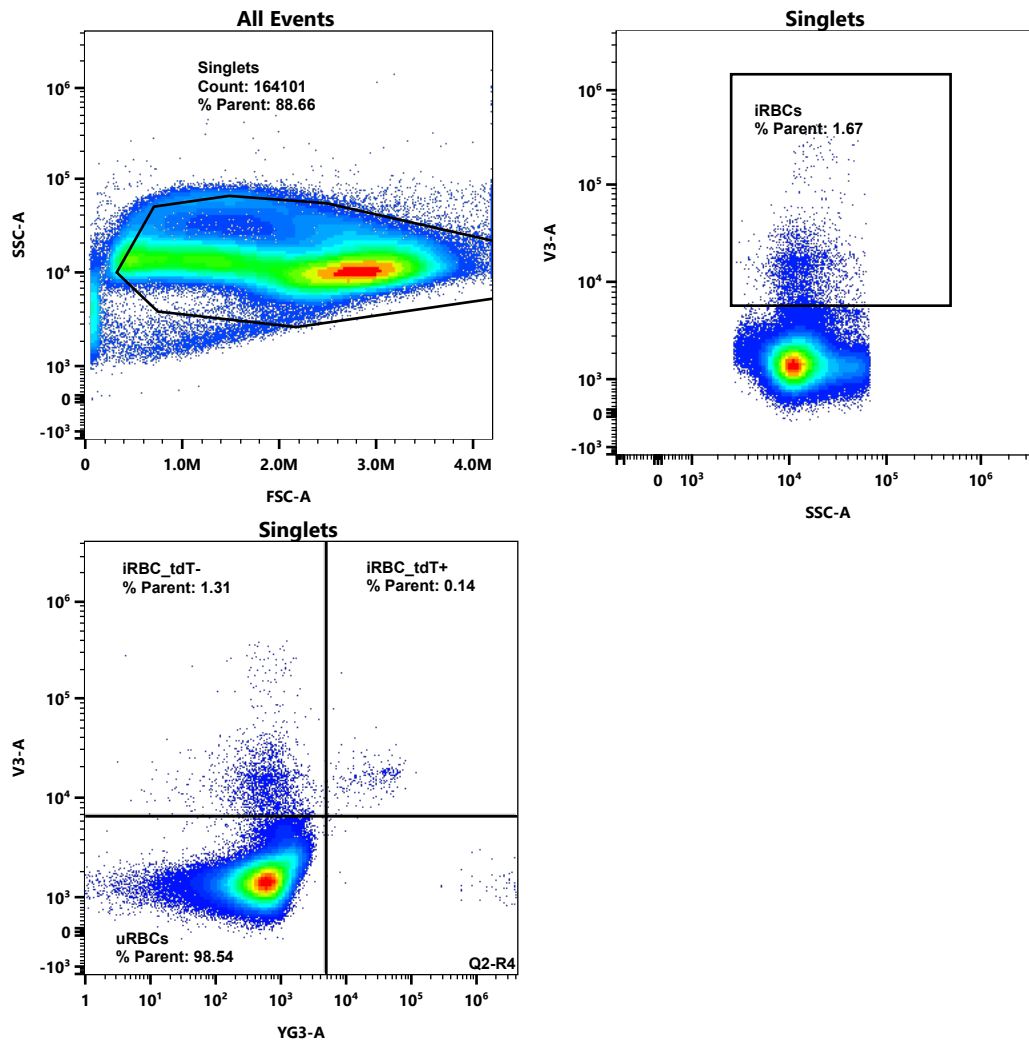 All Events
Singlets
Count: 164101
% Parent: 88.66
10⁶
10⁵
10⁴
10³
0
-10³
SSC-A
0
1.0M
2.0M
3.0M
4.0M
FSC-A
Singlets
iRBCs
% Parent: 1.67
10⁶
10⁵
10⁴
10³
0
-10³
V3-A
0
10³
10⁴
10⁵
10⁶
SSC-A
Singlets
iRBC_tdT-
% Parent: 1.31
iRBC_tdT+
% Parent: 0.14
10⁶
10⁵
10⁴
10³
0
-10³
V3-A
uRBCs
% Parent: 98.54
Q2-R4
1
10¹
10²
10³
10⁴
10⁵
10⁶
YG3-A